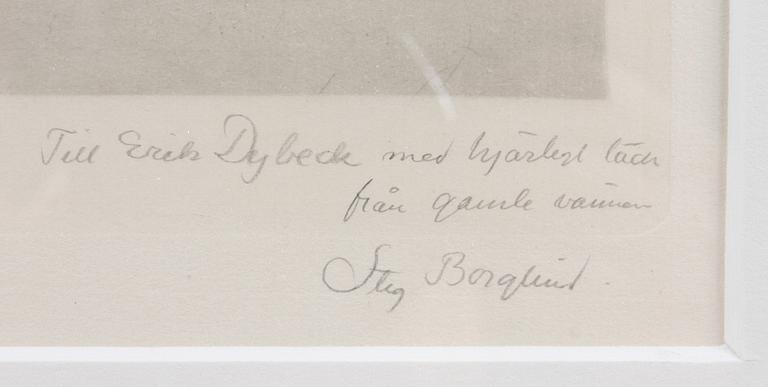 Till Erik Dybeck med hjärtligt tack
från gamle vännen
Stig Borglind.